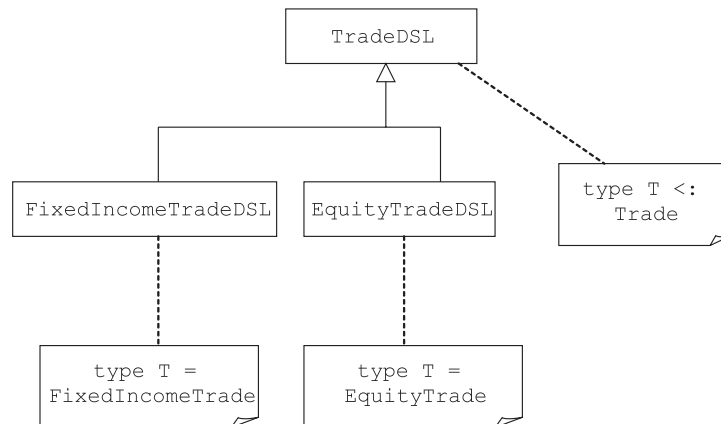 TradeDSL
type T <:
Trade
FixedIncomeTradeDSL
EquityTradeDSL
type T =
FixedIncomeTrade
type T =
EquityTrade